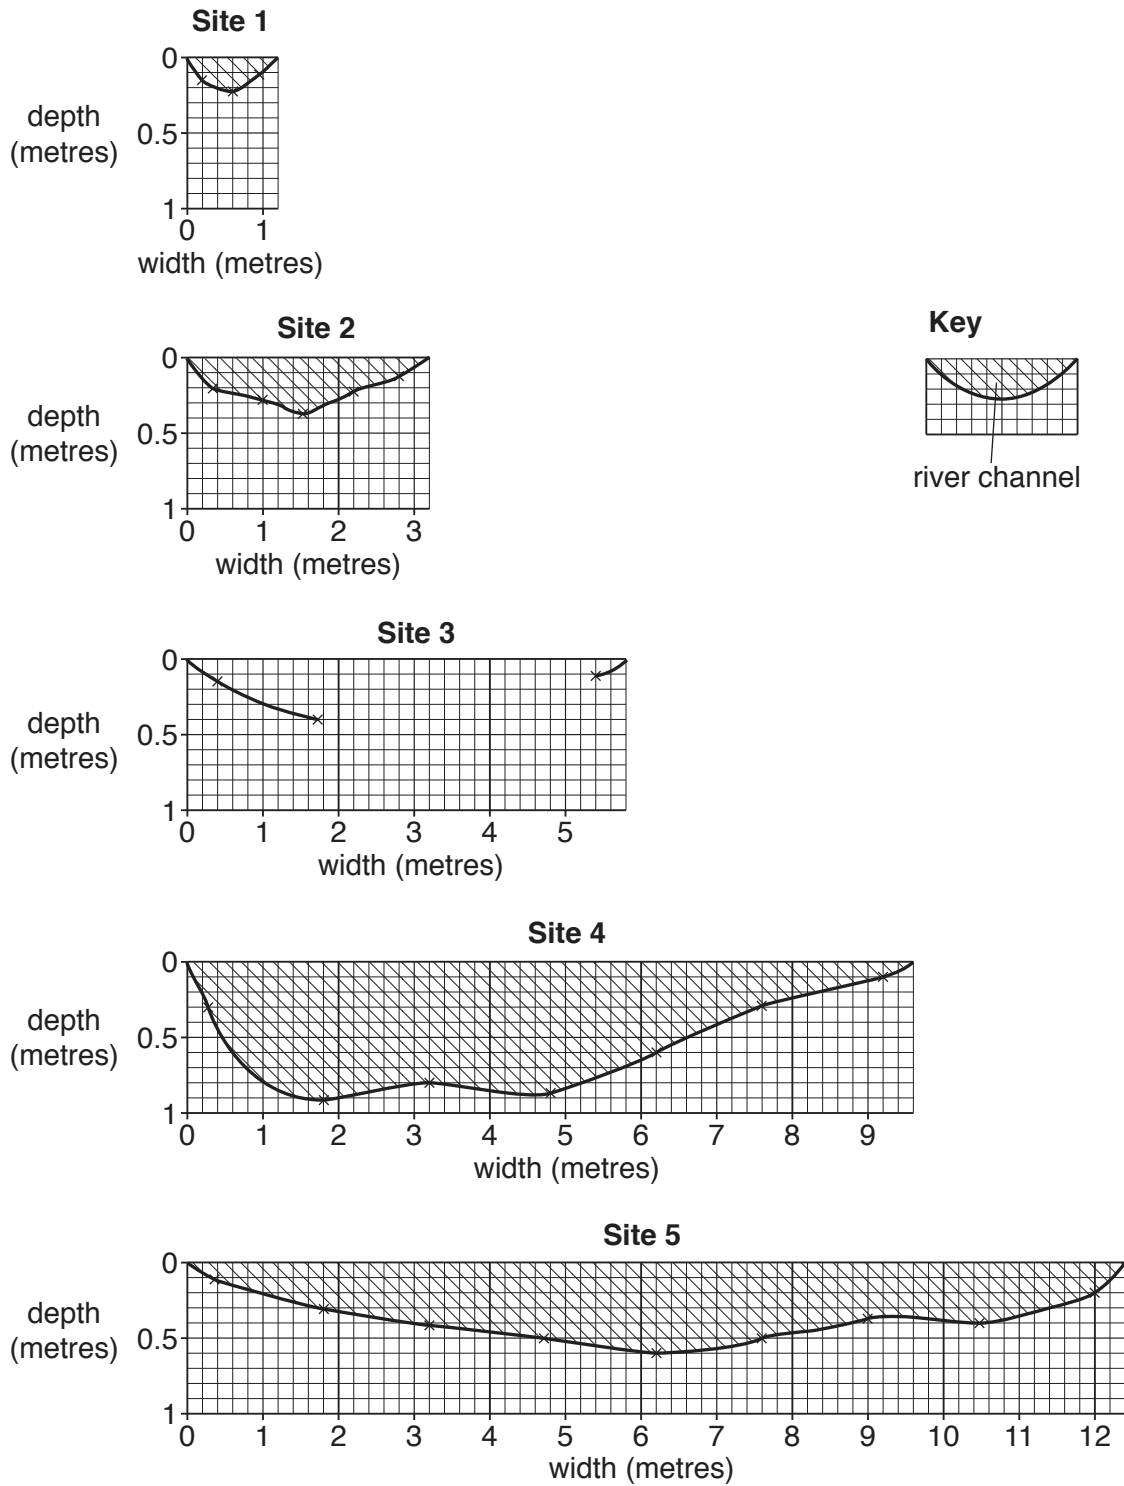 Site 1
0
depth
(metres)
0.5
1
0 1
width (metres)
Site 2
0
depth
(metres)
0.5
1
0 1 2 3
width (metres)
Key
river channel
Site 3
0
depth
(metres)
0.5
1
0 1 2 3 4 5
width (metres)
Site 4
0
depth
(metres)
0.5
1
0 1 2 3 4 5 6 7 8 9
width (metres)
Site 5
0
depth
(metres)
0.5
1
0 1 2 3 4 5 6 7 8 9 10 11 12
width (metres)